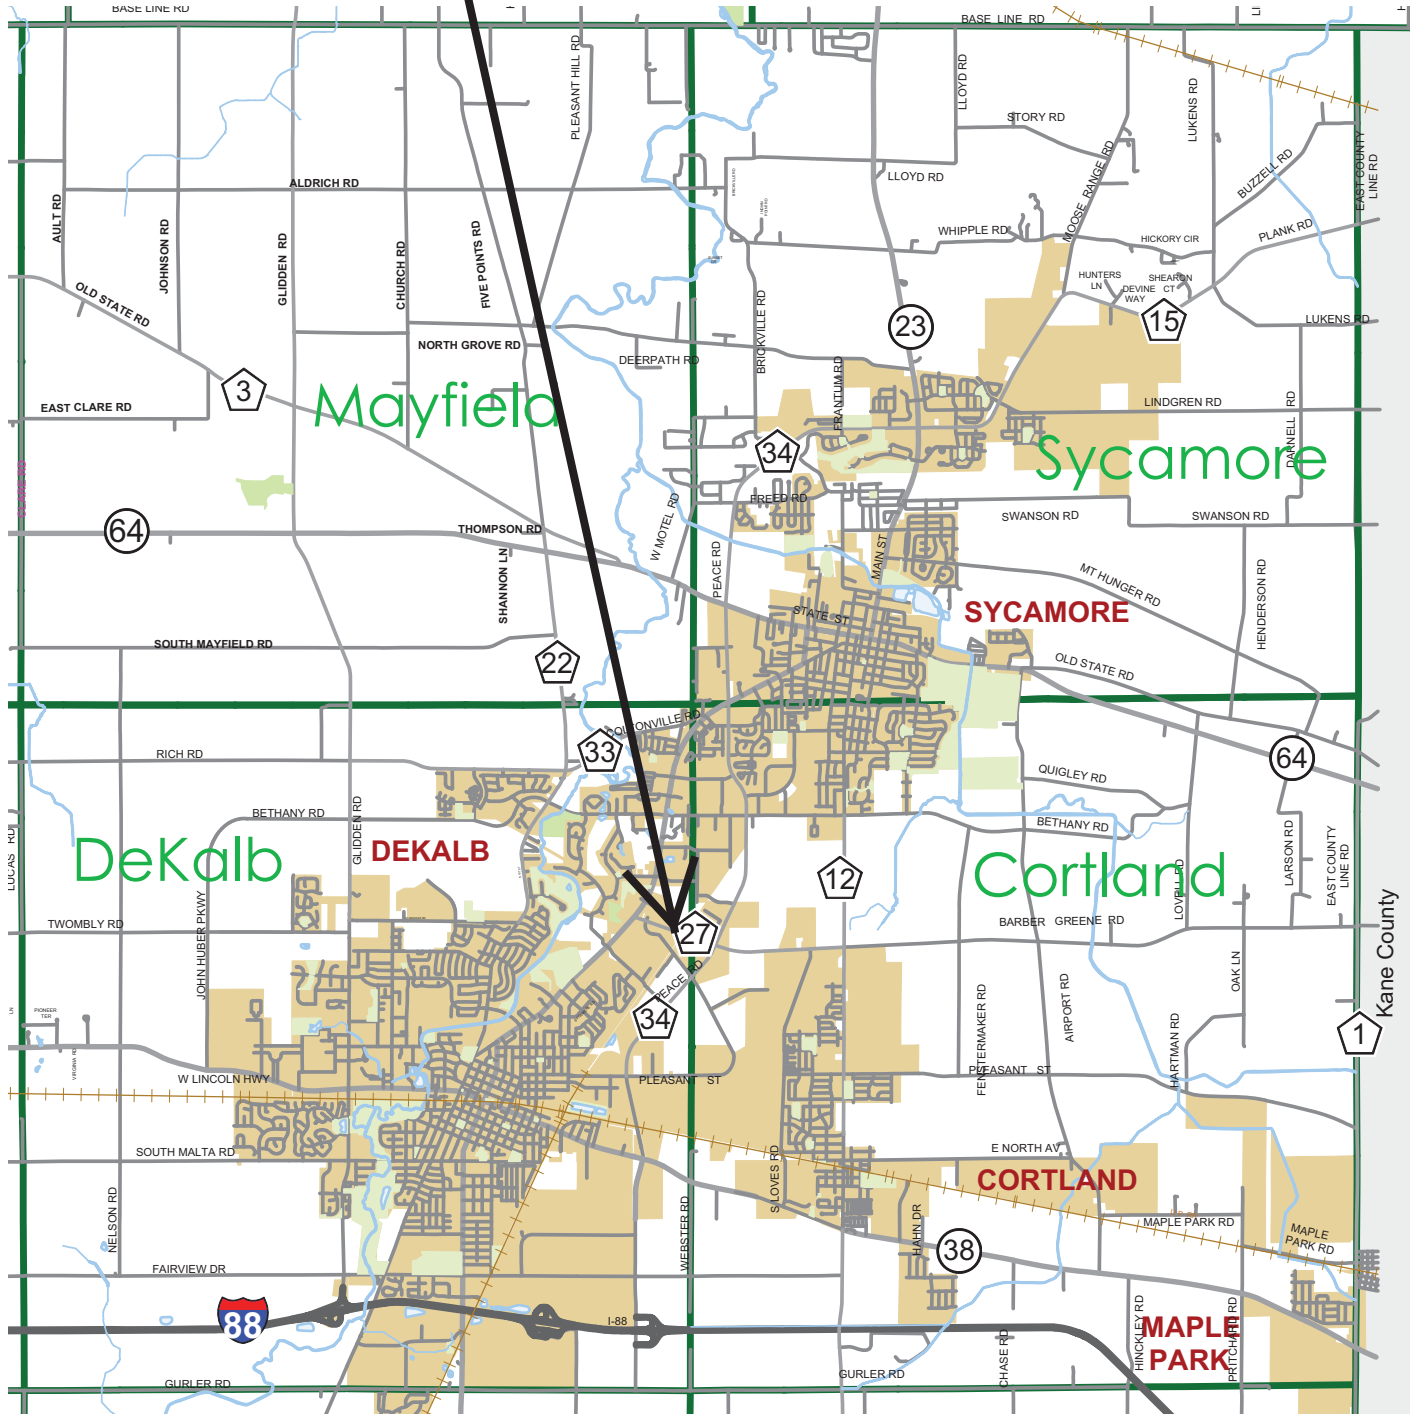 BASE LINE RD
BASE LINE RD
PLEASANT HILL RD
LLOYD RD
LUKENS RD
STORY RD
MOOSE RANGE RD
BUZZELL RD
EAST COUNTY
LINE RD
ALDRICH RD
LLOYD RD
AULT RD
JOHNSON RD
GLIDDEN RD
CHURCH RD
FIVE POINTS RD
WHIPPLE RD
HICKORY CIR
PLANK RD
HUNTERS
LN
SHEARON
CT
DEVINE
WAY
OLD STATE RD
BRICKVILLE RD
23
15
LUKENS RD
NORTH GROVE RD
DEERPATH RD
FRANTUM RD
3
Mayfield
EAST CLARE RD
LINDGREN RD
DARNELL RD
34
Sycamore
FREED RD
W MOTEL RD
SWANSON RD
SWANSON RD
64
THOMPSON RD
MAIN ST
PEACE RD
SHANNON LN
MT HUNGER RD
HENDERSON RD
STATE ST
SYCAMORE
SOUTH MAYFIELD RD
22
OLD STATE RD
COLTONVILLE RD
33
RICH RD
64
QUIGLEY RD
GLIDDEN RD
BETHANY RD
BETHANY RD
LUCAS RD
DeKalb
DEKALB
12
Cortland
LOVELL RD
LARSON RD
EAST COUNTY
LINE RD
TWOMBLY RD
JOHN HUBER PKWY
27
BARBER GREENE RD
Kane County
OAK LN
PEACE RD
34
FENSTERMAKER RD
AIRPORT RD
HARTMAN RD
1
LN
PIONEER
TER
VIRGINIA RD
W LINCOLN HWY
PLEASANT ST
PLEASANT ST
SOUTH MALTA RD
E NORTH AV
S LOVES RD
CORTLAND
NELSON RD
WEBSTER RD
HAHN DR
MAPLE PARK RD
MAPLE
PARK RD
38
FAIRVIEW DR
88
I-88
HINCKLEY RD
PRITCHARD RD
MAPLE
PARK
CHASE RD
GURLER RD
GURLER RD